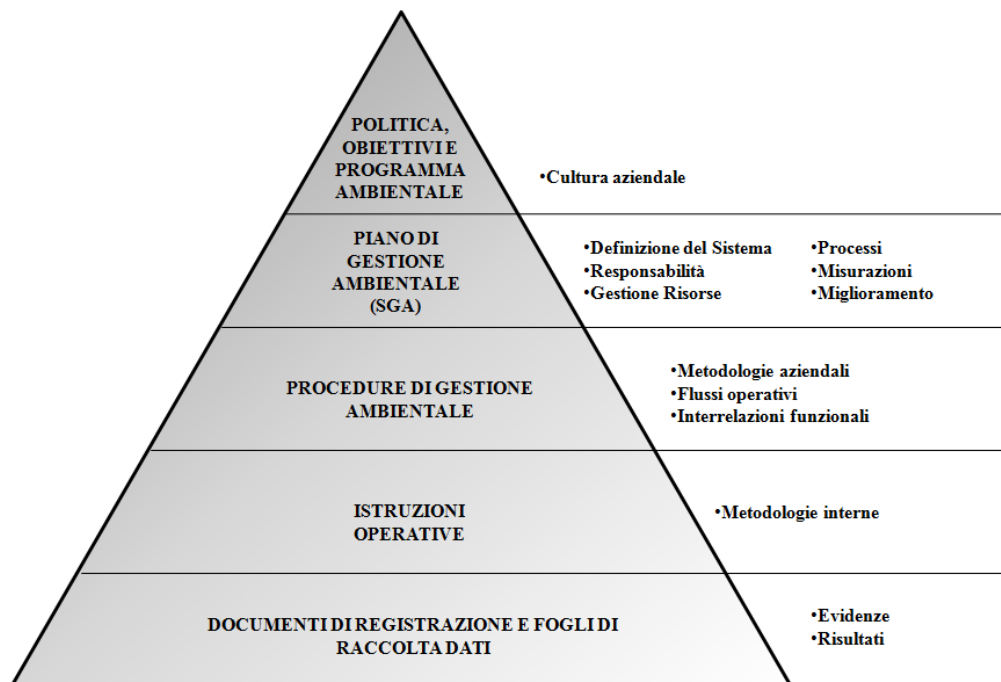 POLITICA,
OBIETTIVI E
PROGRAMMA
AMBIENTALE
•Cultura aziendale
PIANO DI
GESTIONE
AMBIENTALE
(SGA)
•Definizione del Sistema
•Responsabilità
•Gestione Risorse
•Processi
•Misurazioni
•Miglioramento
PROCEDURE DI GESTIONE
AMBIENTALE
•Metodologie aziendali
•Flussi operativi
•Interrelazioni funzionali
ISTRUZIONI
OPERATIVE
•Metodologie interne
DOCUMENTI DI REGISTRAZIONE E FOGLI DI
RACCOLTA DATI
•Evidenze
•Risultati